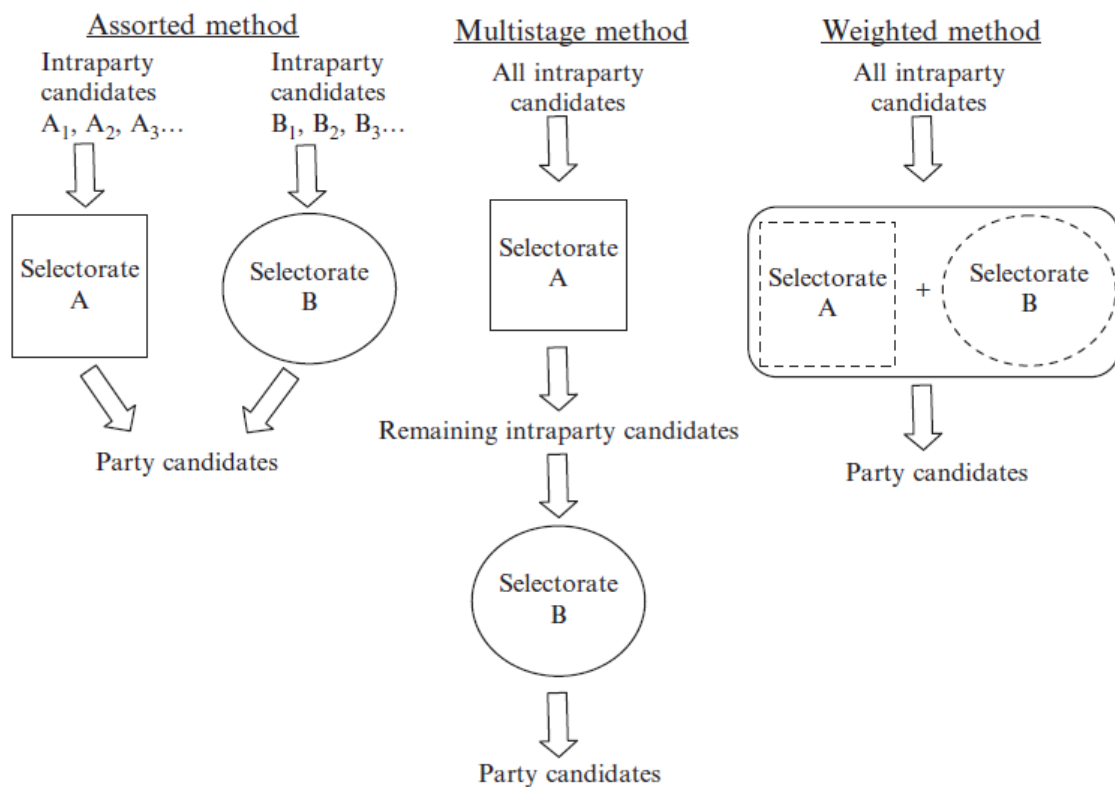 Assorted method
Intraparty
candidates
A₁, A₂, A₃...
Intraparty
candidates
B₁, B₂, B₃...
Selectorate
A
Selectorate
B
Party candidates
Multistage method
All intraparty
candidates
Selectorate
A
Remaining intraparty candidates
Selectorate
B
Party candidates
Weighted method
All intraparty
candidates
Selectorate
A
+
Selectorate
B
Party candidates